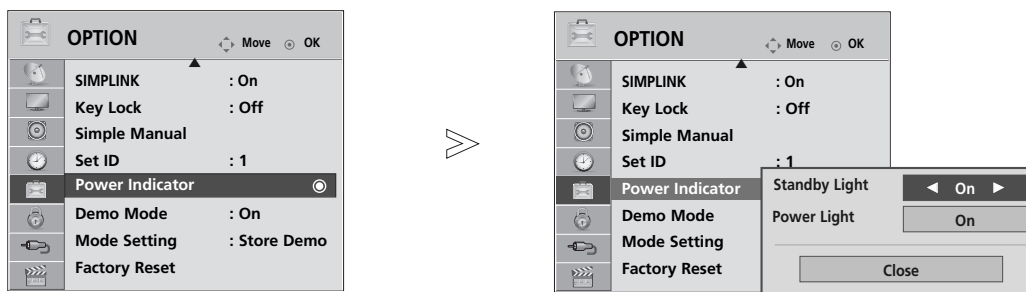 OPTION Move OK
SIMPLINK : On
Key Lock : Off
Simple Manual
Set ID : 1
Power Indicator
Demo Mode : On
Mode Setting : Store Demo
Factory Reset
OPTION Move OK
SIMPLINK : On
Key Lock : Off
Simple Manual
Set ID : 1
Power Indicator
Demo Mode
Mode Setting
Factory Reset
Standby Light ◄ On ►
Power Light On
Close